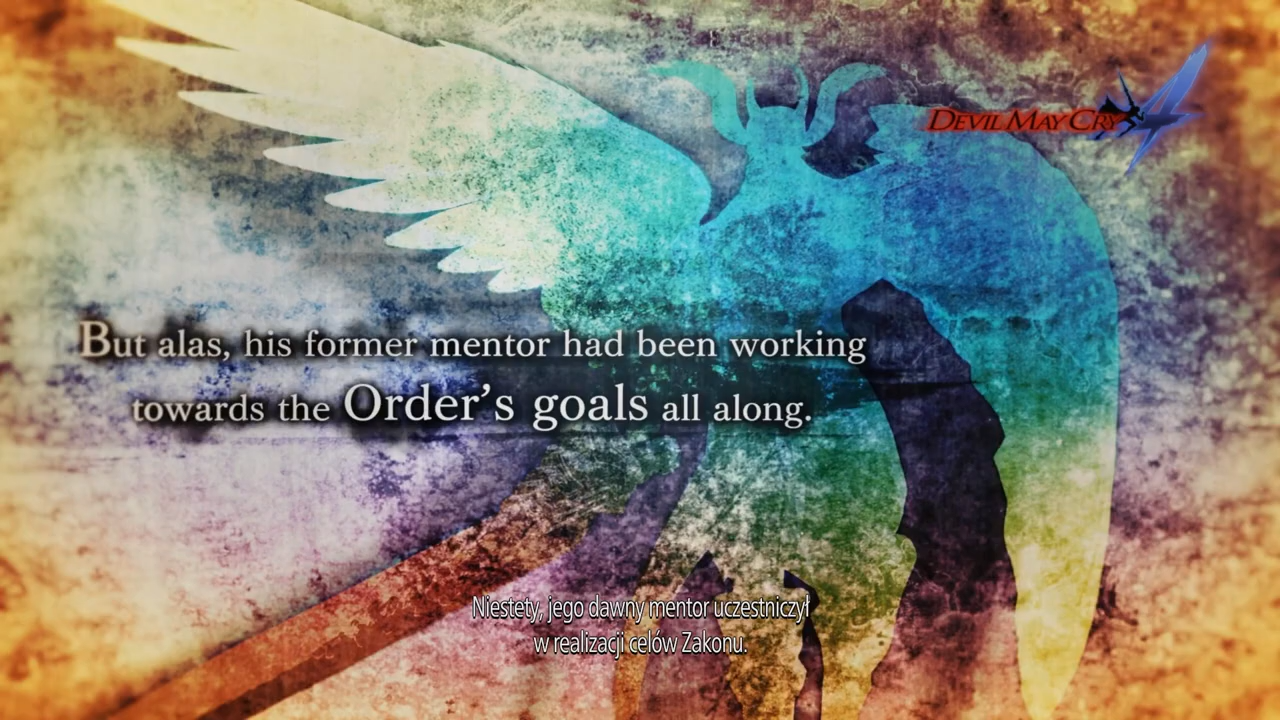 DEVIL MAY CRY 4
But alas, his former mentor had been working
towards the Order's goals all along.
Niestety, jego dawny mentor uczestniczył
w realizacji celów Zakonu.